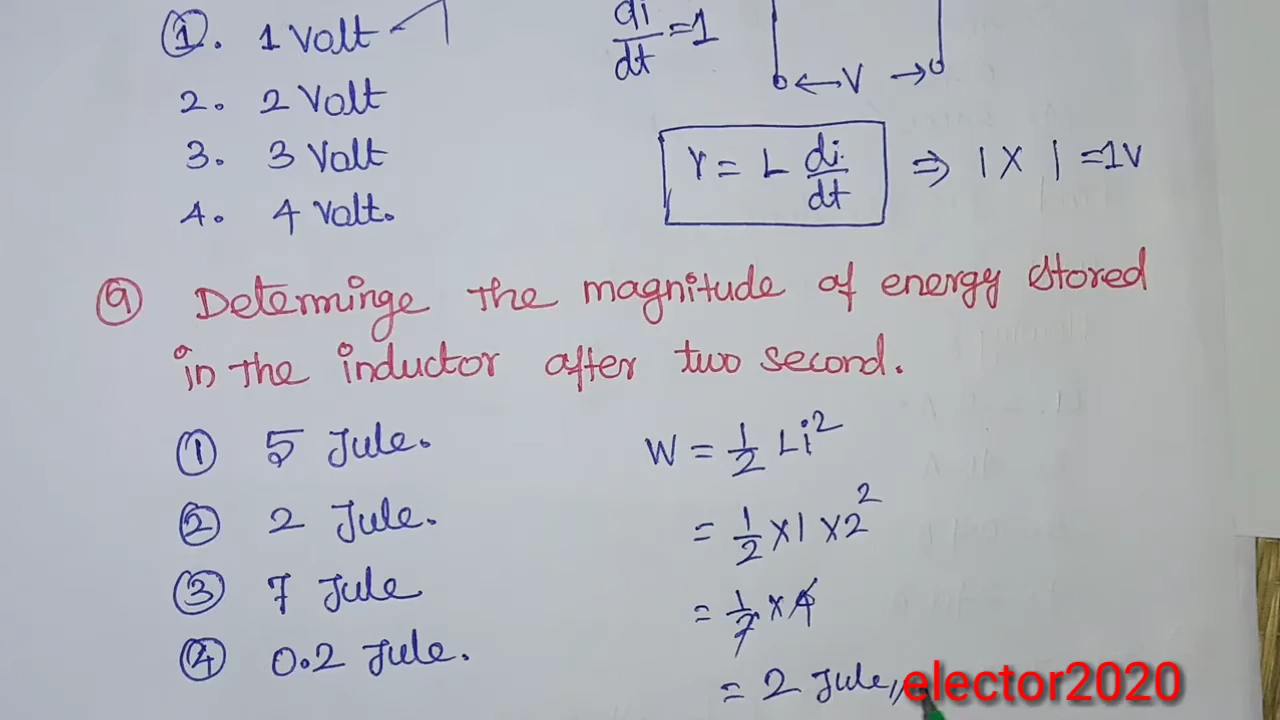 ①. 1 Volt
2. 2 Volt
3. 3 Volt
4. 4 Volt.
di/dt = 1
← V →
V = L di/dt ⇒ 1 X 1 = 1V
⑨ Determinge the magnitude of energy stored
in the inductor after two second.
① 5 Jule.
② 2 Jule.
③ 7 Jule
④ 0.2 Jule.
W = 1/2 Li²
= 1/2 × 1 × 2²
= 1/2 × 4
= 2 Jule,,
elector2020